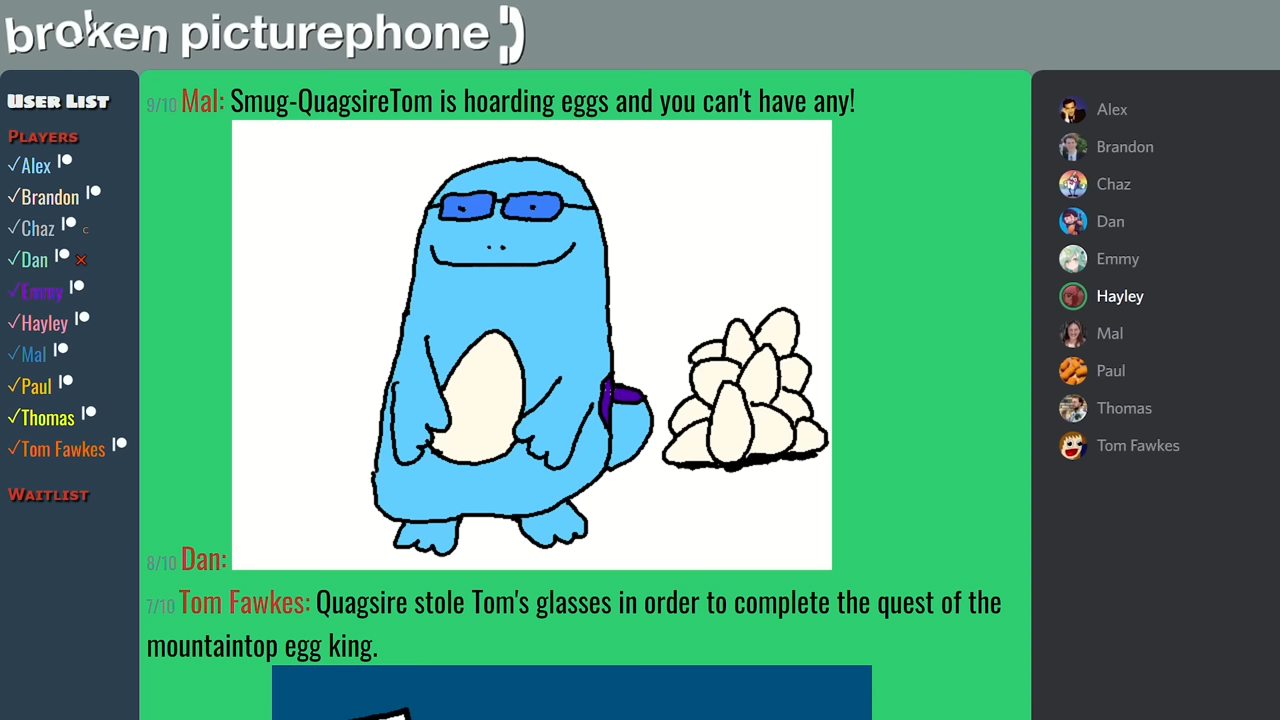 broken picturephone
User List
Players
✓Alex
✓Brandon
✓Chaz c
✓Dan
✓Emmy
✓Hayley
✓Mal
✓Paul
✓Thomas
✓Tom Fawkes
Waitlist
9/10 Mal: Smug-QuagsireTom is hoarding eggs and you can't have any!
8/10 Dan:
7/10 Tom Fawkes: Quagsire stole Tom's glasses in order to complete the quest of the
mountaintop egg king.
Alex
Brandon
Chaz
Dan
Emmy
Hayley
Mal
Paul
Thomas
Tom Fawkes